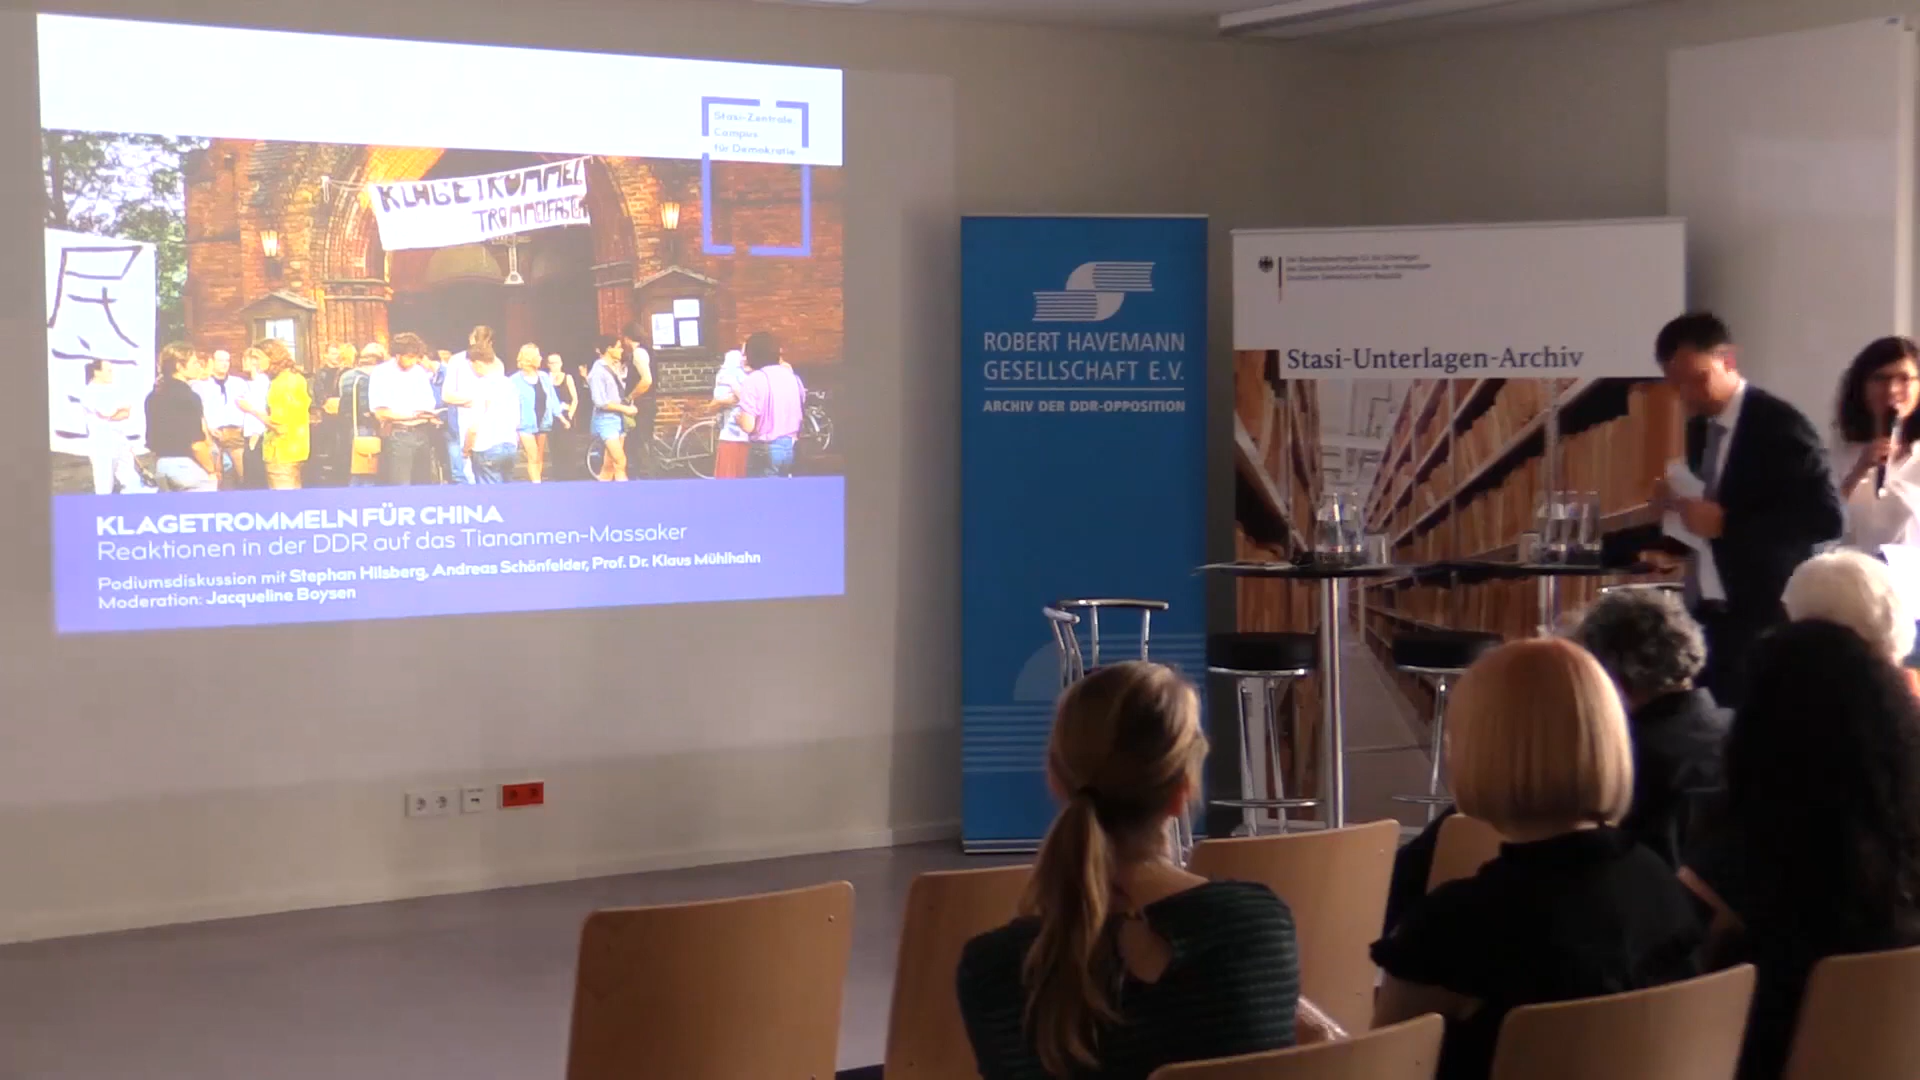 Stasi-Zentrale.
Campus
für Demokratie
KLAGETROMMEL
TROMMELFASTEN
民主
KLAGETROMMELN FÜR CHINA
Reaktionen in der DDR auf das Tiananmen-Massaker
Podiumsdiskussion mit Stephan Hilsberg, Andreas Schönfelder, Prof. Dr. Klaus Mühlhahn
Moderation: Jacqueline Boysen
ROBERT HAVEMANN
GESELLSCHAFT E.V.
ARCHIV DER DDR-OPPOSITION
Stasi-Unterlagen-Archiv